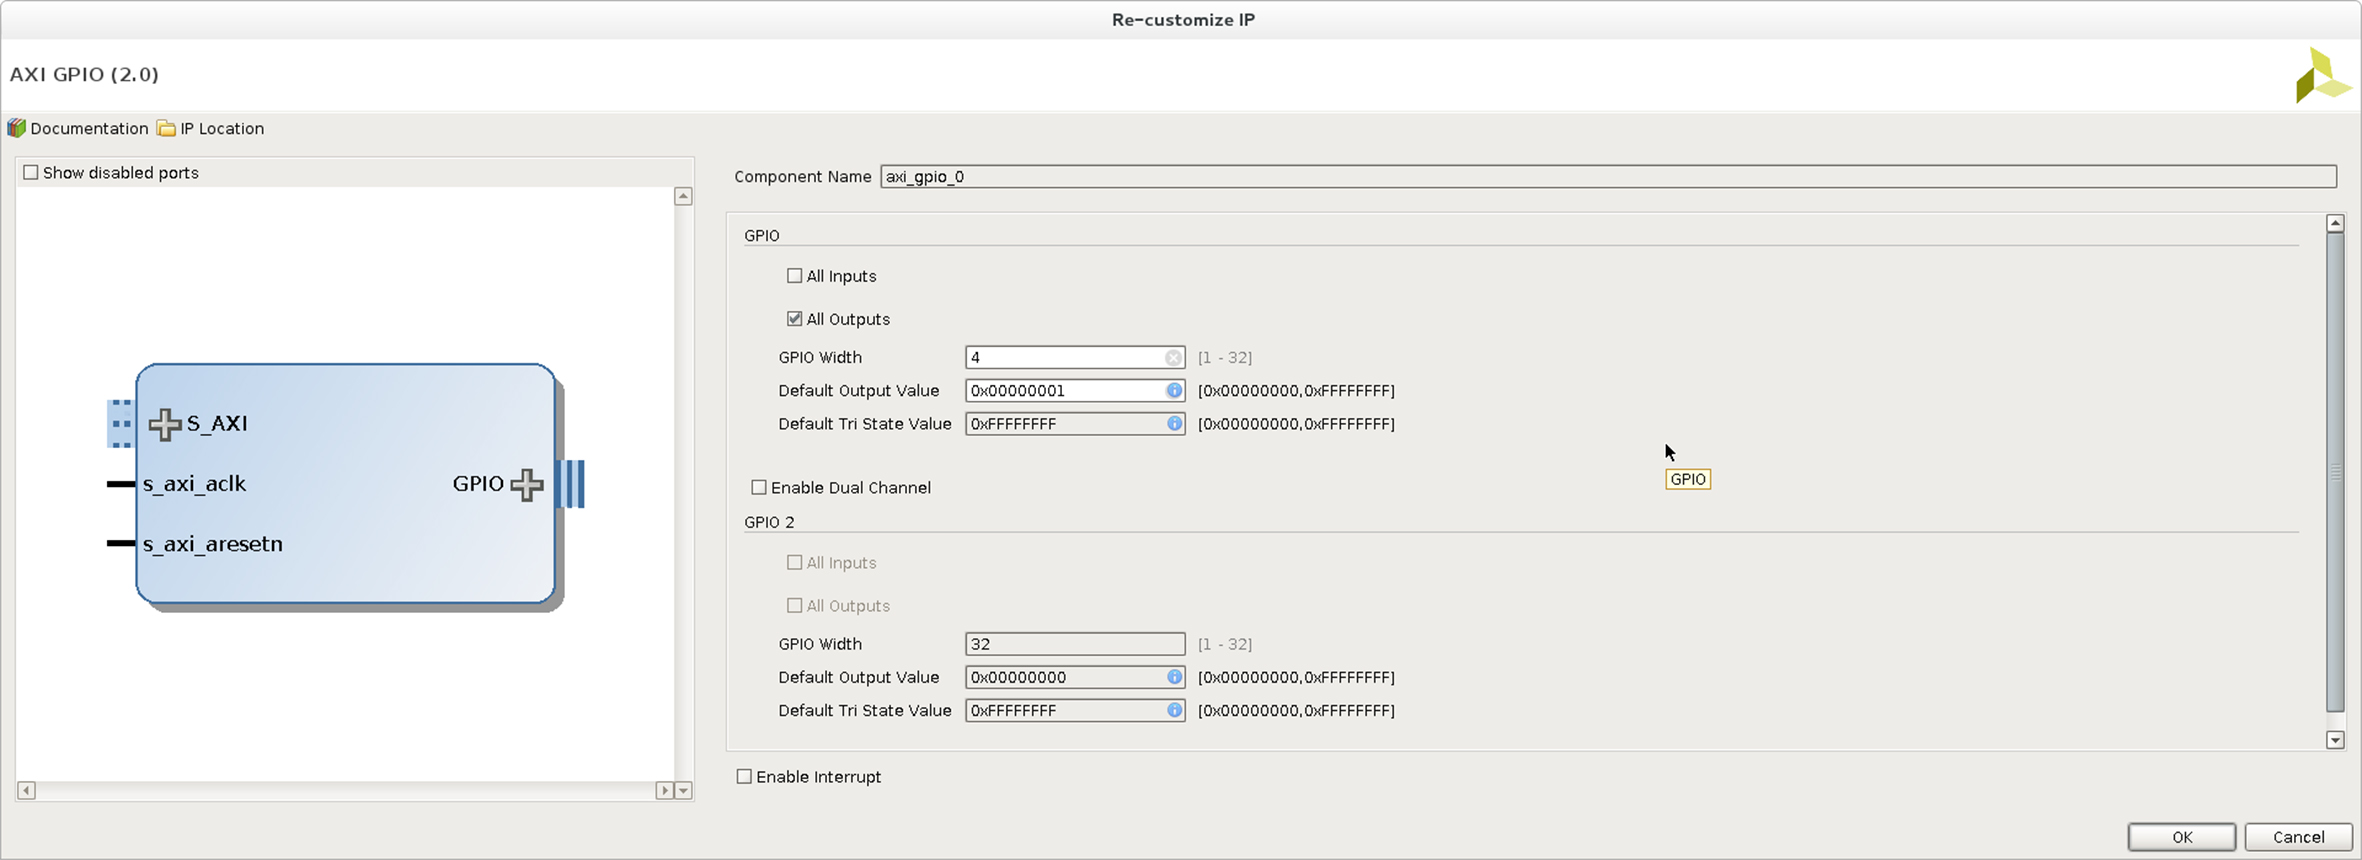 Re-customize IP
AXI GPIO (2.0)
Documentation IP Location
Show disabled ports
S_AXI
s_axi_aclk
s_axi_aresetn
GPIO
Component Name axi_gpio_0
GPIO
All Inputs
All Outputs
GPIO Width 4 [1 - 32]
Default Output Value 0x00000001 [0x00000000,0xFFFFFFFF]
Default Tri State Value 0xFFFFFFFF [0x00000000,0xFFFFFFFF]
GPIO
Enable Dual Channel
GPIO 2
All Inputs
All Outputs
GPIO Width 32 [1 - 32]
Default Output Value 0x00000000 [0x00000000,0xFFFFFFFF]
Default Tri State Value 0xFFFFFFFF [0x00000000,0xFFFFFFFF]
Enable Interrupt
OK Cancel